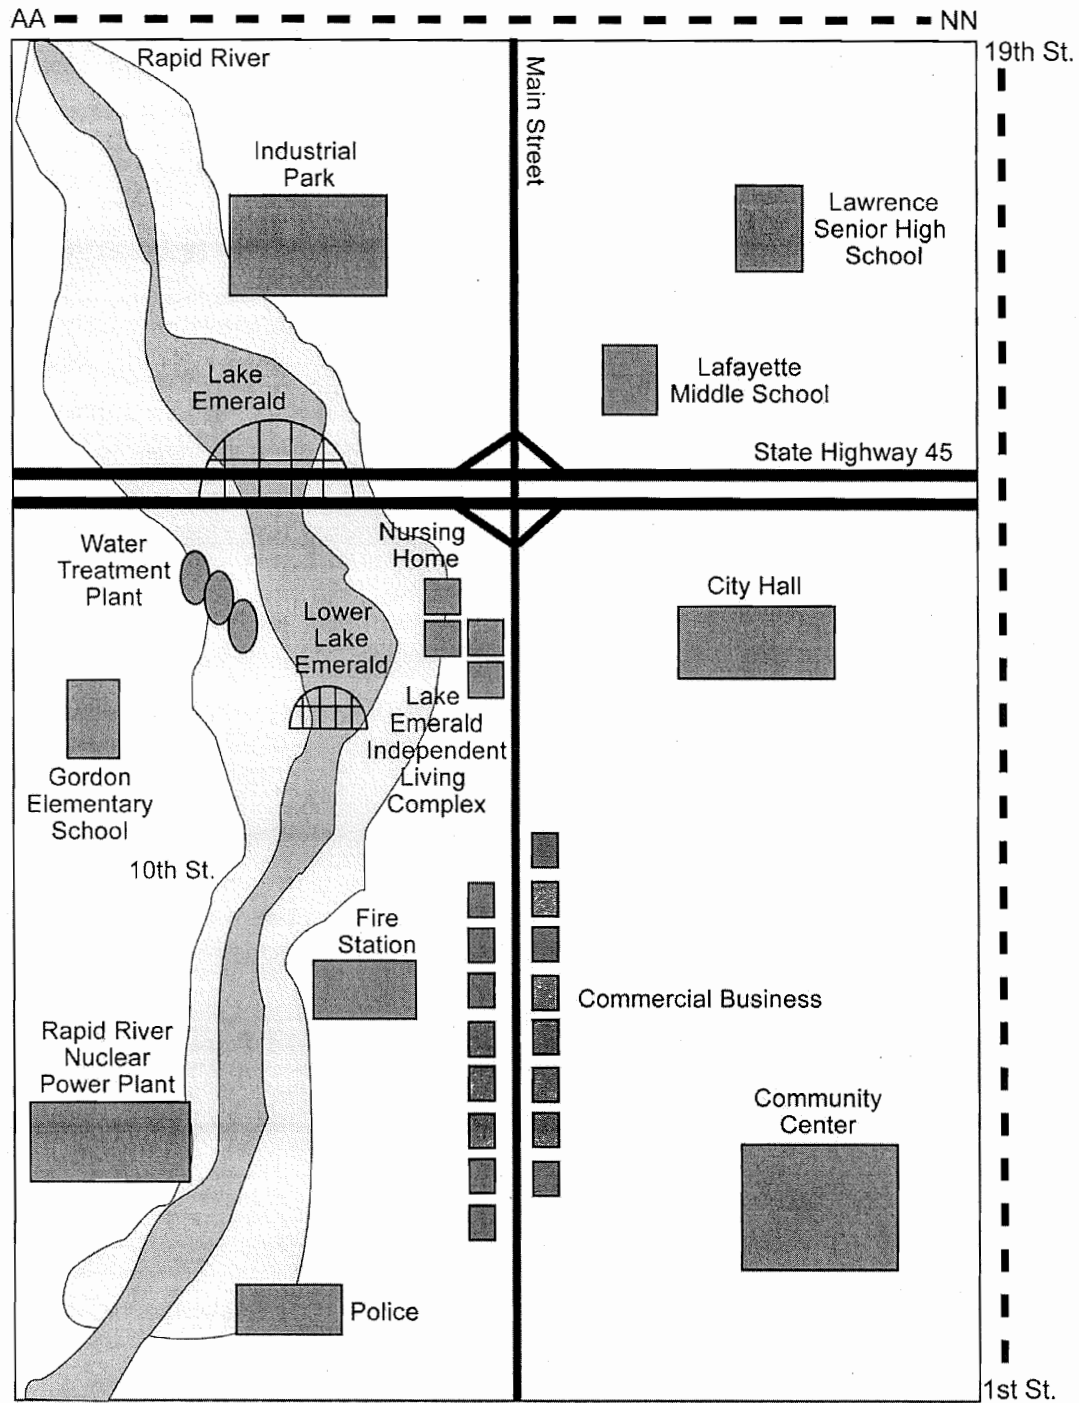 AA
NN
19th St.
Rapid River
Main Street
Industrial
Park
Lawrence
Senior High
School
Lake
Emerald
Lafayette
Middle School
State Highway 45
Nursing
Home
Water
Treatment
Plant
City Hall
Lower
Lake
Emerald
Lake
Emerald
Independent
Living
Complex
Gordon
Elementary
School
10th St.
Fire
Station
Commercial Business
Rapid River
Nuclear
Power Plant
Community
Center
Police
1st St.